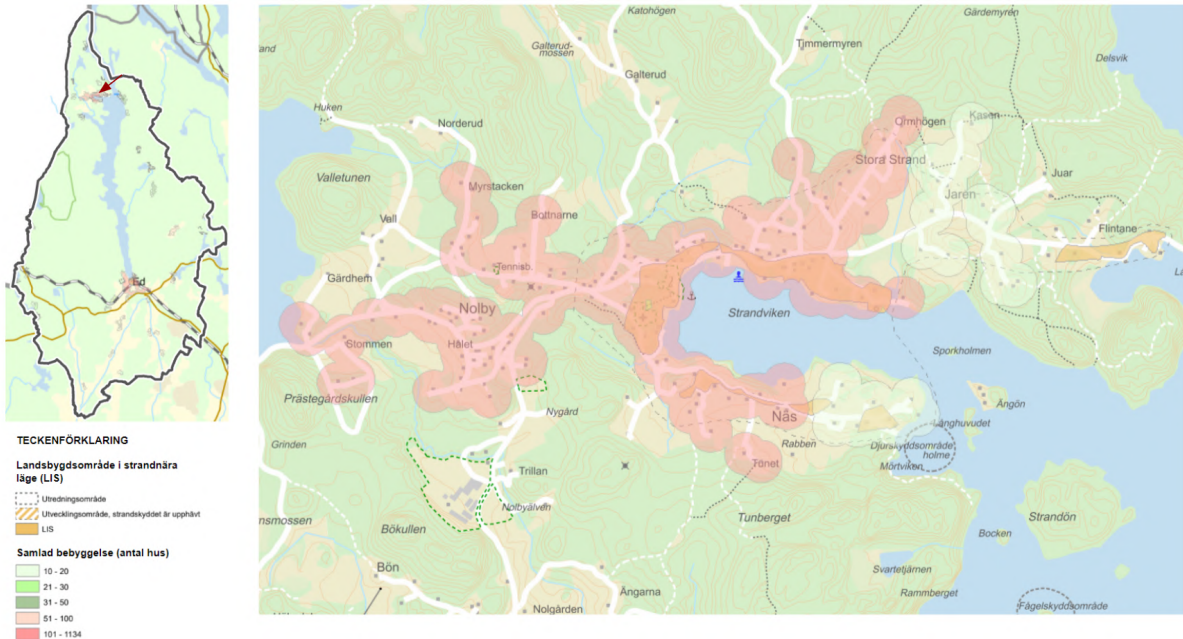 Ed
TECKENFÖRKLARING
Landsbygdsområde i strandnära
läge (LIS)
Utredningsområde
Utvecklingsområde, strandskyddet är upphävt
LIS
Samlad bebyggelse (antal hus)
10 - 20
21 - 30
31 - 50
51 - 100
101 - 1134
Katohögen
Gärdemyren
Galterud-
mossen
Timmermyren
Delsvik
Galterud
Huken
Norderud
Ormhögen
Kasen
Stora Strand
Valletunen
Myrstacken
Juar
Jaren
Bottnarne
Vall
Flintane
Tennisb.
Gärdhem
Nolby
Strandviken
Stommen
Hålet
Sporkholmen
Prästegårdskullen
Ängön
Nygård
Näs
Långhuvudet
Grinden
Rabben
Djurskyddsområde
holme
Tönet
Mörtviken
Trillan
Nolbyälven
nsmossen
Bökullen
Tunberget
Strandön
Bocken
Bön
Svartetjärnen
Ängarna
Rammberget
Nolgården
Fågelskyddsområde